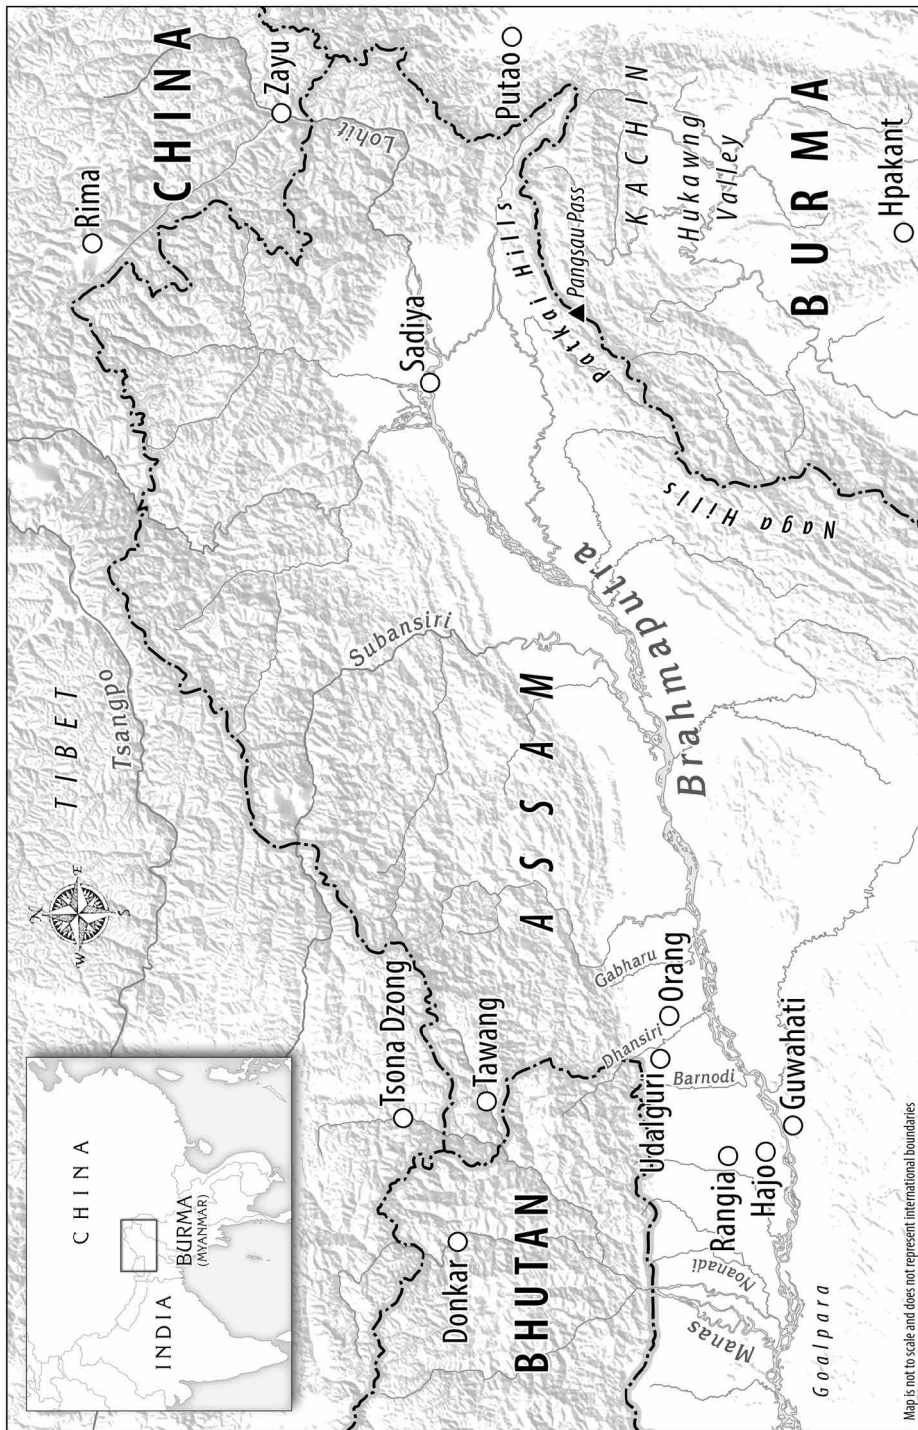 CHINA
INDIA
BURMA
(MYANMAR)
N
W
E
S
TIBET
Tsangpo
Rima
CHINA
Zayu
Lohit
Putao
KACHIN
Hukawng
Valley
BURMA
Hpakant
Sadiya
Patkai Hills
Pangsau Pass
Naga Hills
Subansiri
ASSAM
Brahmaputra
Tsona Dzong
Tawang
Donkar
BHUTAN
Gabharu
Dhansiri
Orang
Udalguri
Barnodi
Guwahati
Rangia
Hajo
Noanadi
Manas
Goalpara
Map is not to scale and does not represent international boundaries